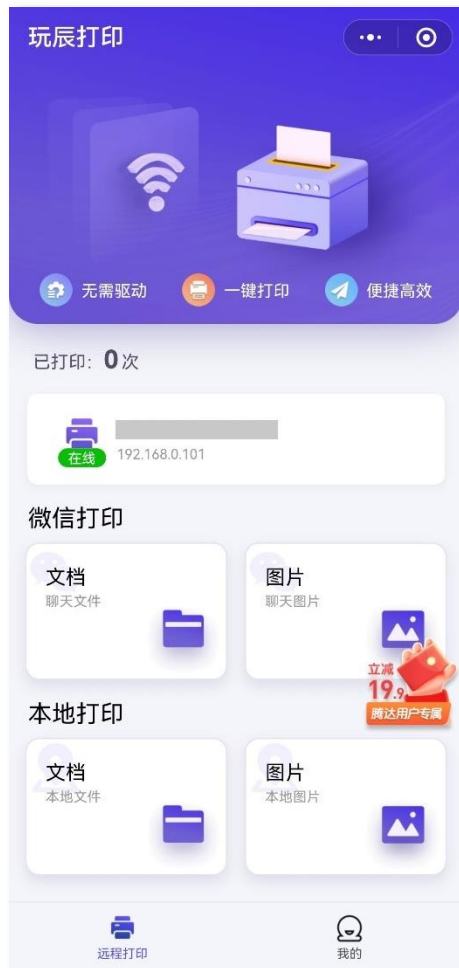 玩辰打印
无需驱动 一键打印 便捷高效
已打印: 0次
在线 192.168.0.101
微信打印
文档 图片
聊天文件 聊天图片
立减
19.9
腾达用户专属
本地打印
文档 图片
本地文件 本地图片
远程打印 我的